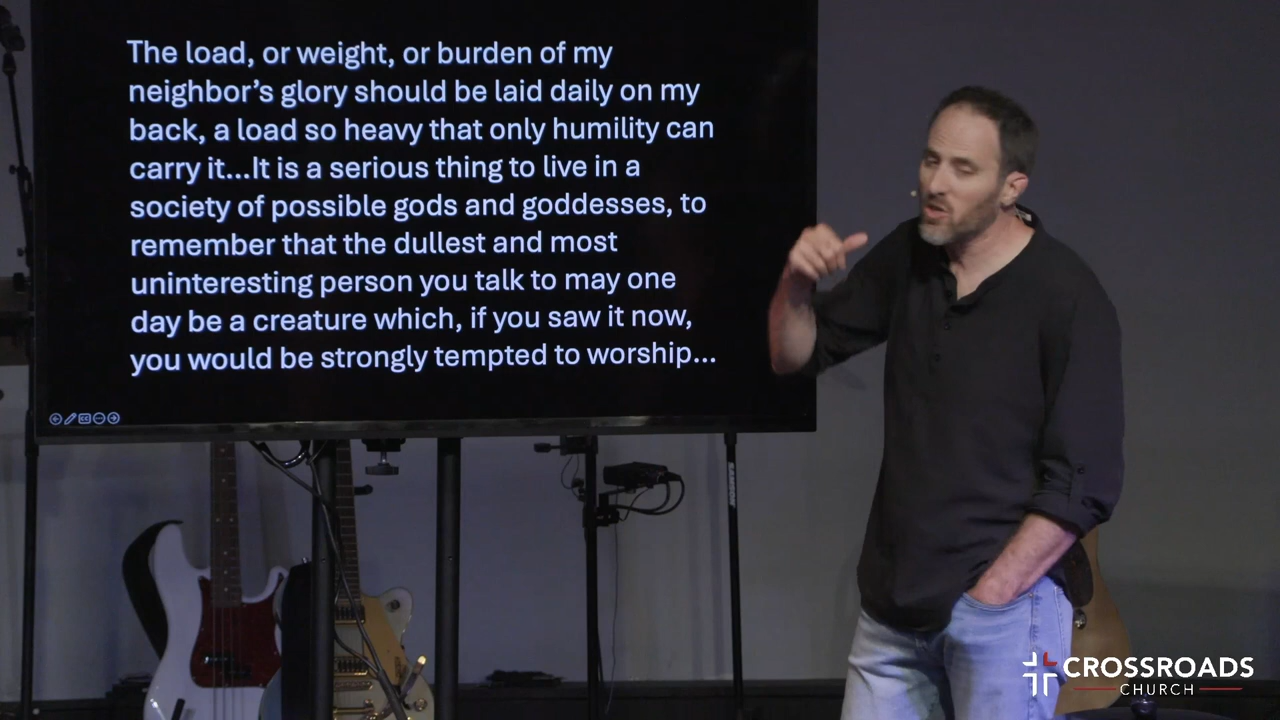 The load, or weight, or burden of my
neighbor’s glory should be laid daily on my
back, a load so heavy that only humility can
carry it...It is a serious thing to live in a
society of possible gods and goddesses, to
remember that the dullest and most
uninteresting person you talk to may one
day be a creature which, if you saw it now,
you would be strongly tempted to worship...
SAMSON
CROSSROADS
CHURCH